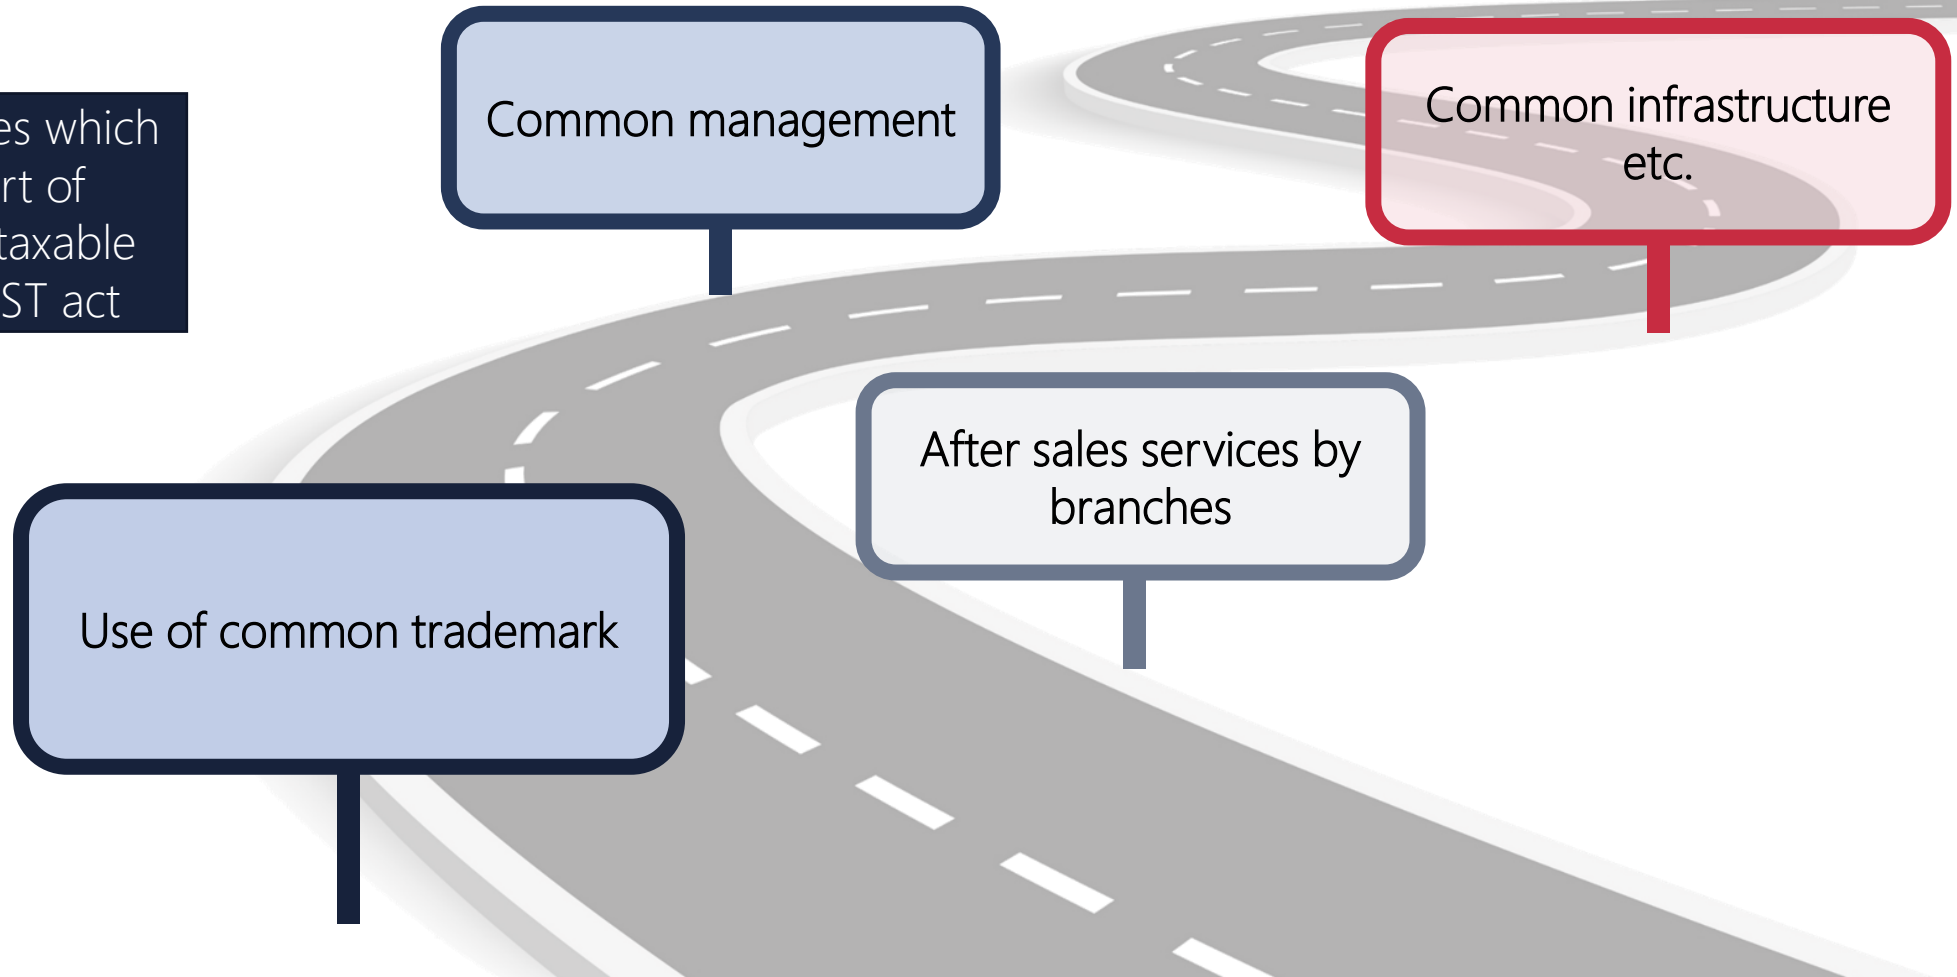 es which
rt of
taxable
ST act
Common management
Common infrastructure
etc.
After sales services by
branches
Use of common trademark